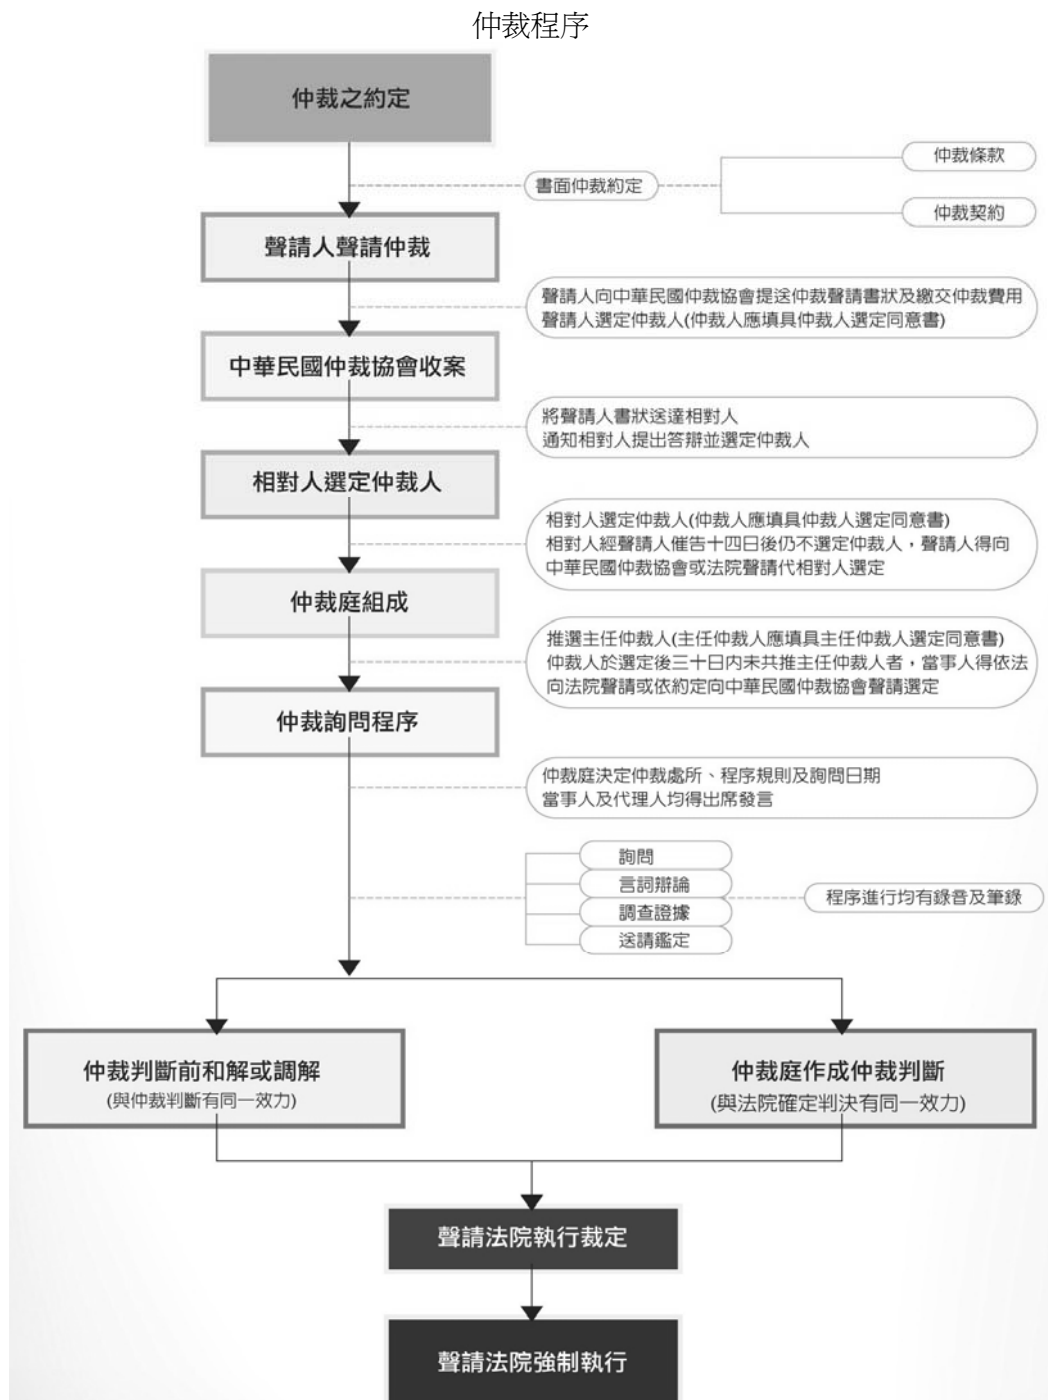 仲裁程序
仲裁之約定
書面仲裁約定
仲裁條款
仲裁契約
聲請人聲請仲裁
聲請人向中華民國仲裁協會提送仲裁聲請書狀及繳交仲裁費用
聲請人選定仲裁人(仲裁人應填具仲裁人選定同意書)
中華民國仲裁協會收案
將聲請人書狀送達相對人
通知相對人提出答辯並選定仲裁人
相對人選定仲裁人
相對人選定仲裁人(仲裁人應填具仲裁人選定同意書)
相對人經聲請人催告十四日後仍不選定仲裁人，聲請人得向
中華民國仲裁協會或法院聲請代相對人選定
仲裁庭組成
推選主任仲裁人(主任仲裁人應填具主任仲裁人選定同意書)
仲裁人於選定後三十日內未共推主任仲裁人者，當事人得依法
向法院聲請或依約定向中華民國仲裁協會聲請選定
仲裁詢問程序
仲裁庭決定仲裁處所、程序規則及詢問日期
當事人及代理人均得出席發言
詢問
言詞辯論
調查證據
送請鑑定
程序進行均有錄音及筆錄
仲裁判斷前和解或調解
(與仲裁判斷有同一效力)
仲裁庭作成仲裁判斷
(與法院確定判決有同一效力)
聲請法院執行裁定
聲請法院強制執行